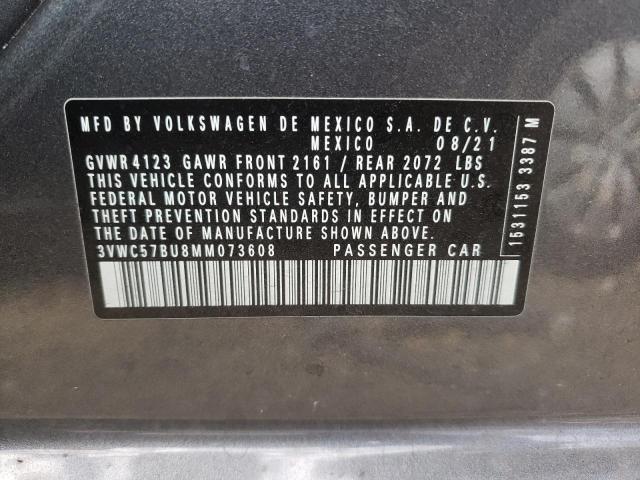 MFD BY VOLKSWAGEN DE MEXICO S.A. DE C.V.
MEXICO 08/21
GVWR 4123 GAWR FRONT 2161 / REAR 2072 LBS
THIS VEHICLE CONFORMS TO ALL APPLICABLE U.S.
FEDERAL MOTOR VEHICLE SAFETY, BUMPER AND
THEFT PREVENTION STANDARDS IN EFFECT ON
THE DATE OF MANUFACTURE SHOWN ABOVE.
3VWC57BU8MM073608 PASSENGER CAR
1531153 3387 M